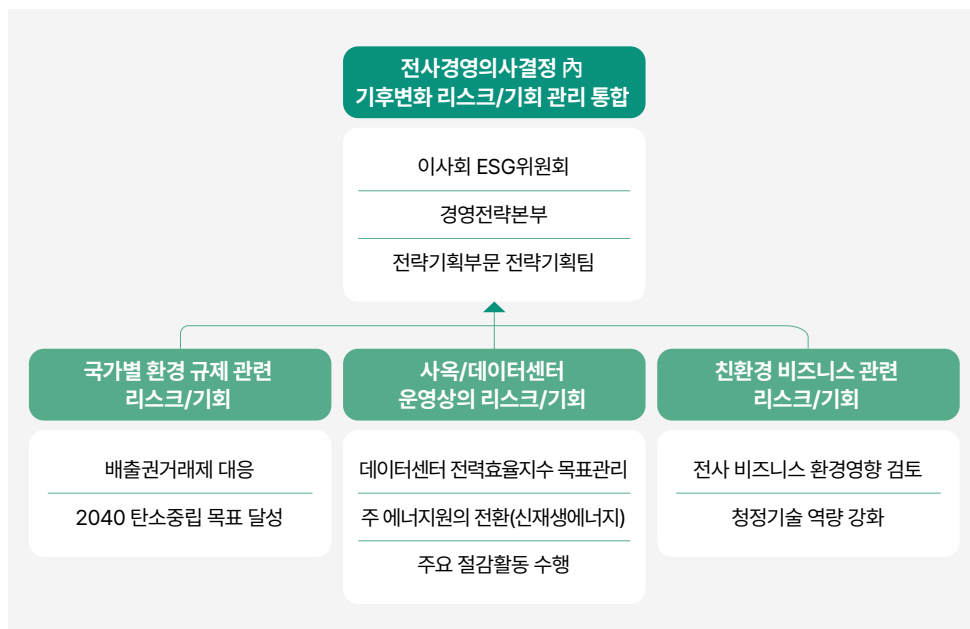 전사경영의사결정 內
기후변화 리스크/기회 관리 통합
이사회 ESG위원회
경영전략본부
전략기획부문 전략기획팀
국가별 환경 규제 관련
리스크/기회
배출권거래제 대응
2040 탄소중립 목표 달성
사옥/데이터센터
운영상의 리스크/기회
데이터센터 전력효율지수 목표관리
주 에너지원의 전환(신재생에너지)
주요 절감활동 수행
친환경 비즈니스 관련
리스크/기회
전사 비즈니스 환경영향 검토
청정기술 역량 강화